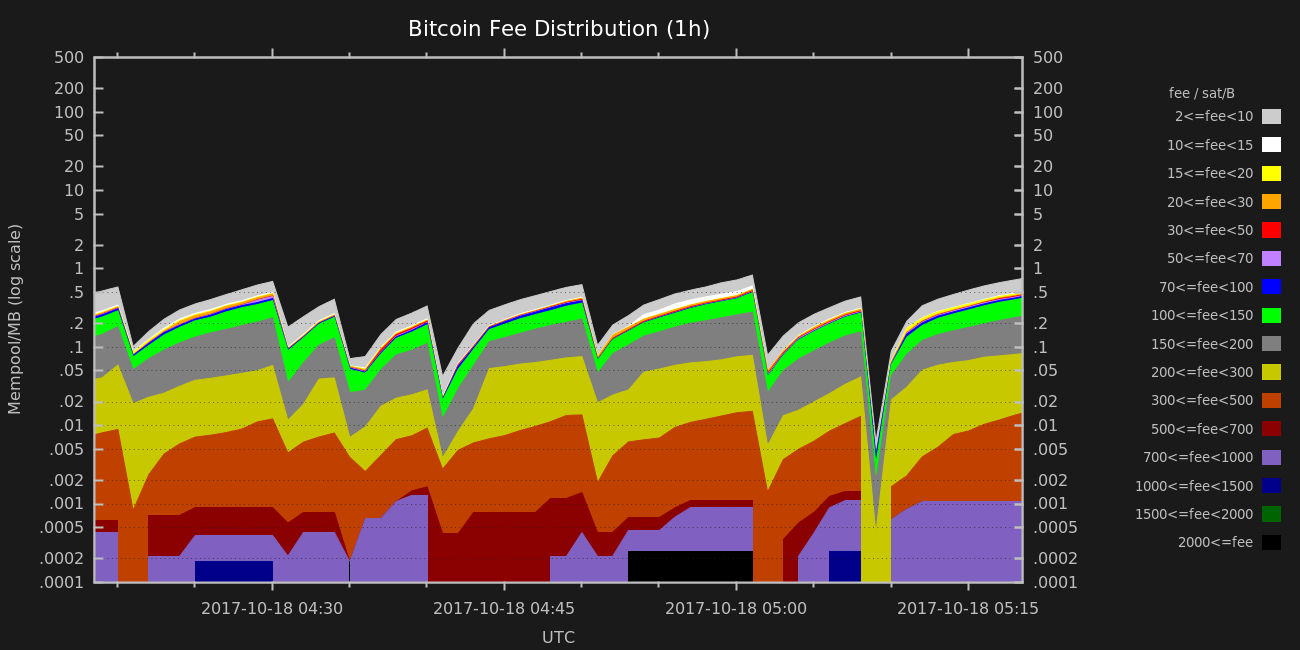 Bitcoin Fee Distribution (1h)
500 500
200 200
100 100
50 50
20 20
10 10
5 5
2 2
1 1
.5 .5
.2 .2
.1 .1
.05 .05
.02 .02
.01 .01
.005 .005
.002 .002
.001 .001
.0005 .0005
.0002 .0002
.0001 .0001
Mempool/MB (log scale)
2017-10-18 04:30 2017-10-18 04:45 2017-10-18 05:00 2017-10-18 05:15
UTC
fee / sat/B
2<=fee<10
10<=fee<15
15<=fee<20
20<=fee<30
30<=fee<50
50<=fee<70
70<=fee<100
100<=fee<150
150<=fee<200
200<=fee<300
300<=fee<500
500<=fee<700
700<=fee<1000
1000<=fee<1500
1500<=fee<2000
2000<=fee